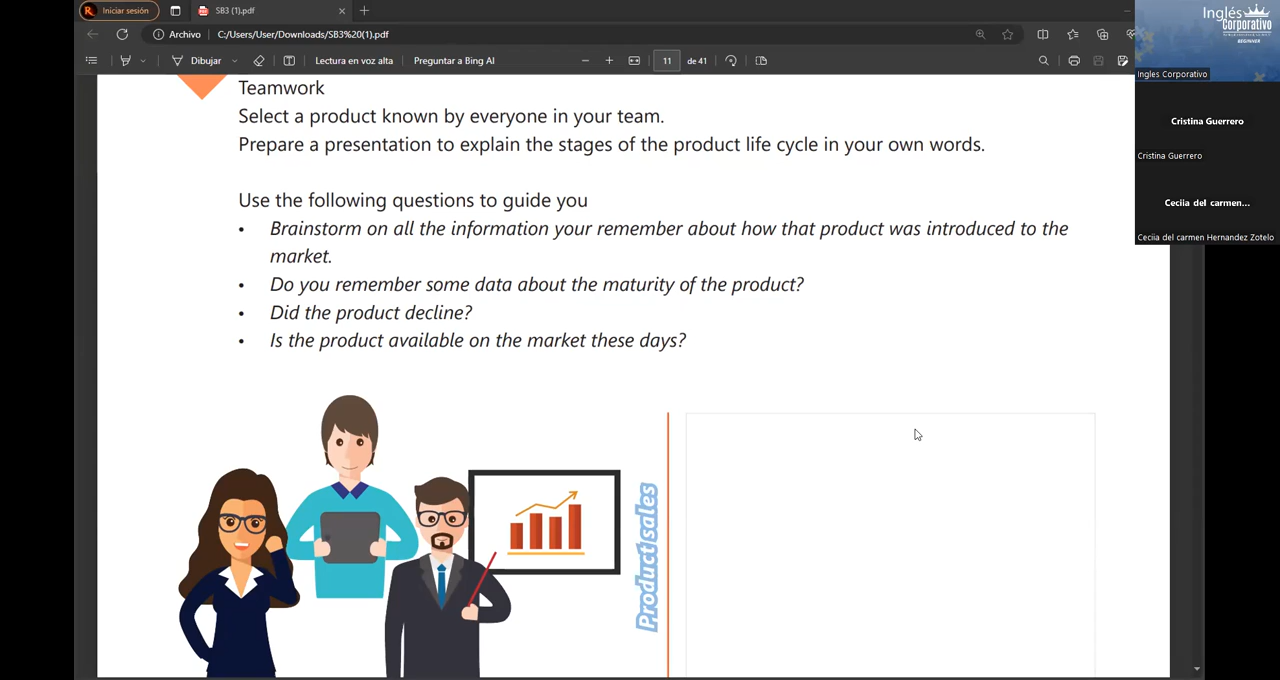 Iniciar sesión
SB3 (1).pdf
Archivo
C:/Users/User/Downloads/SB3%20(1).pdf
Dibujar
Lectura en voz alta
Preguntar a Bing AI
11
de 41
Teamwork
Select a product known by everyone in your team.
Prepare a presentation to explain the stages of the product life cycle in your own words.
Use the following questions to guide you
• Brainstorm on all the information your remember about how that product was introduced to the
market.
• Do you remember some data about the maturity of the product?
• Did the product decline?
• Is the product available on the market these days?
Product sales
Inglés
Corporativo
BEGINNER
Ingles Corporativo
Cristina Guerrero
Cristina Guerrero
Ceciia del carmen...
Ceciia del carmen Hernandez Zotelo